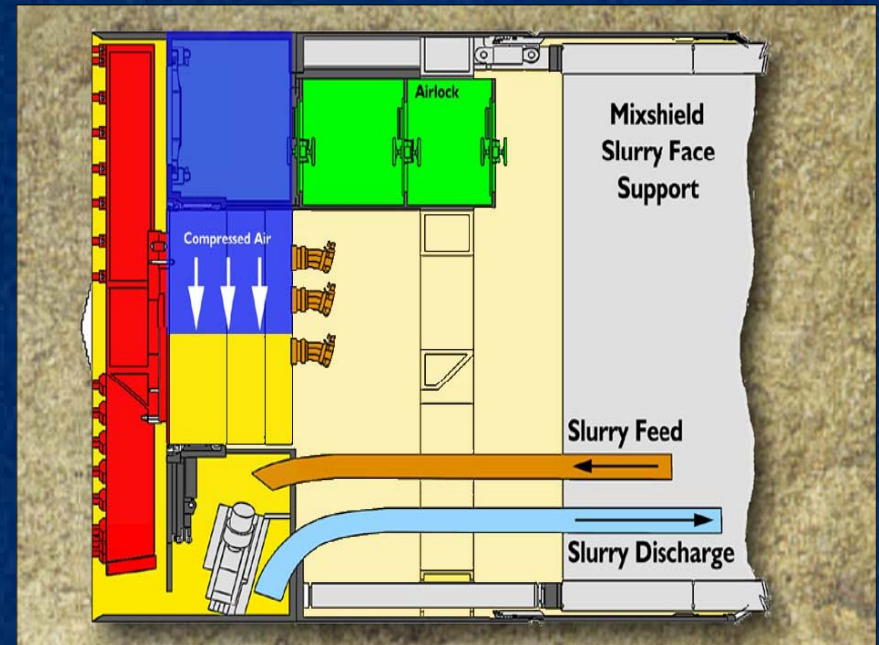 Airlock
Mixshield
Slurry Face
Support
Compressed Air
Slurry Feed
Slurry Discharge